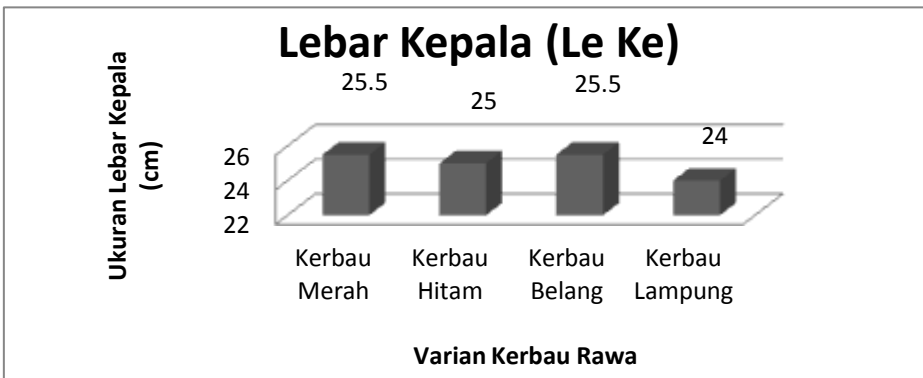 Lebar Kepala (Le Ke)
Ukuran Lebar Kepala
(cm)
25.5
25
25.5
24
26
24
22
Kerbau
Merah
Kerbau
Hitam
Kerbau
Belang
Kerbau
Lampung
Varian Kerbau Rawa